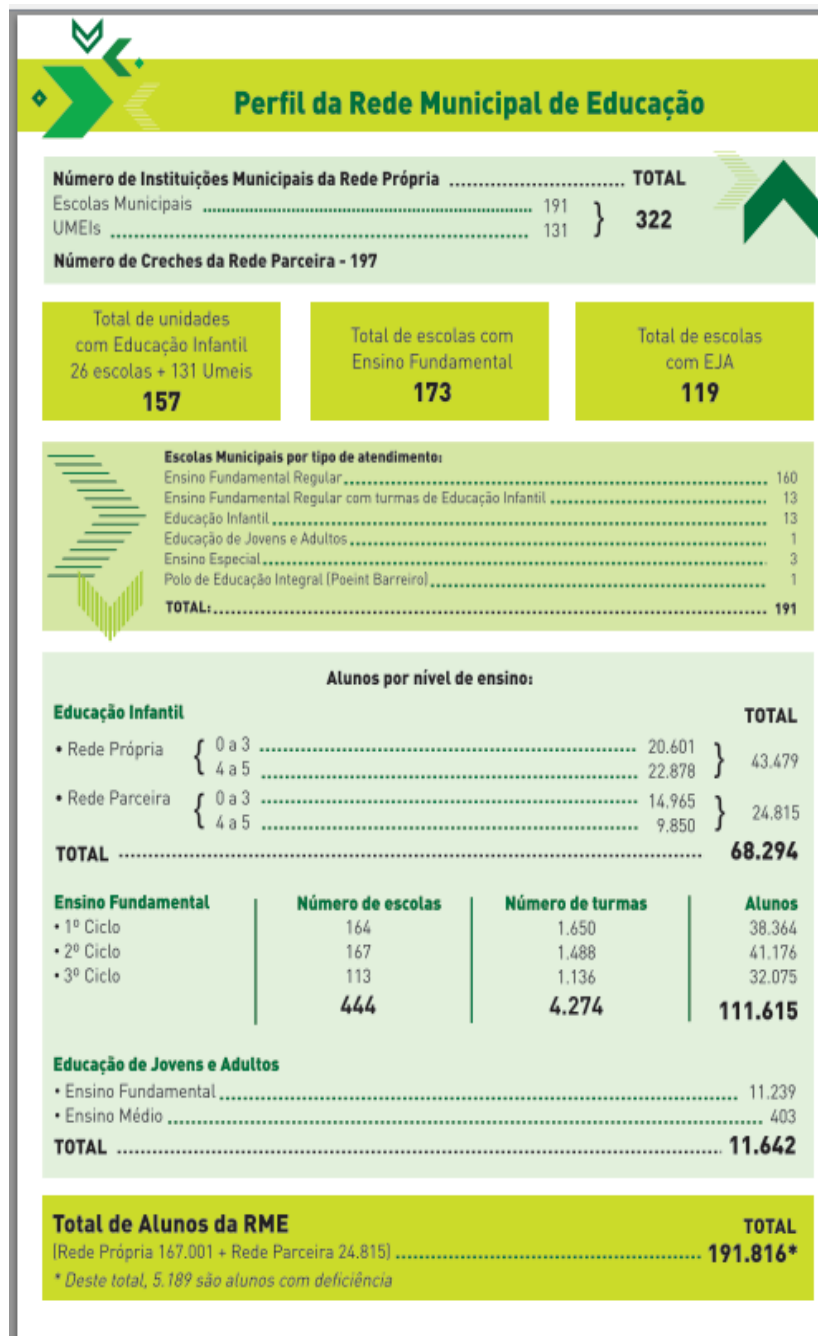 Perfil da Rede Municipal de Educação
Número de Instituições Municipais da Rede Própria ............................ TOTAL
Escolas Municipais ............................ 191
UMEIs ............................ 131
} 322
Número de Creches da Rede Parceira - 197
Total de unidades
com Educação Infantil
26 escolas + 131 Umeis
157
Total de escolas com
Ensino Fundamental
173
Total de escolas
com EJA
119
Escolas Municipais por tipo de atendimento:
Ensino Fundamental Regular ............................ 160
Ensino Fundamental Regular com turmas de Educação Infantil ............................ 13
Educação Infantil ............................ 13
Educação de Jovens e Adultos ............................ 1
Ensino Especial ............................ 3
Polo de Educação Integral (Poeint Barreiro) ............................ 1
TOTAL: ............................ 191
Alunos por nível de ensino:
Educação Infantil TOTAL
• Rede Própria { 0 a 3 ............................ 20.601
4 a 5 ............................ 22.878 } 43.479
• Rede Parceira { 0 a 3 ............................ 14.965
4 a 5 ............................ 9.850 } 24.815
TOTAL ............................ 68.294
Ensino Fundamental Número de escolas Número de turmas Alunos
• 1º Ciclo 164 1.650 38.364
• 2º Ciclo 167 1.488 41.176
• 3º Ciclo 113 1.136 32.075
444 4.274 111.615
Educação de Jovens e Adultos
• Ensino Fundamental ............................ 11.239
• Ensino Médio ............................ 403
TOTAL ............................ 11.642
Total de Alunos da RME TOTAL
(Rede Própria 167.001 + Rede Parceira 24.815) ............................ 191.816*
* Deste total, 5.189 são alunos com deficiência